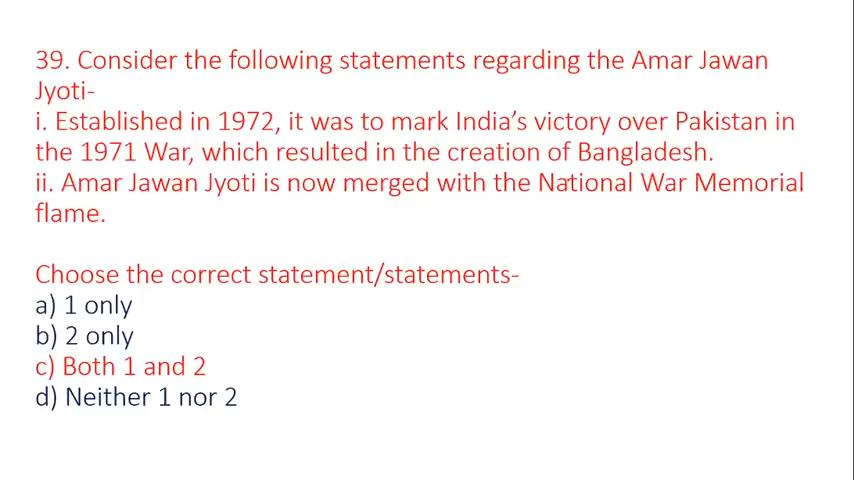 39. Consider the following statements regarding the Amar Jawan
Jyoti-
i. Established in 1972, it was to mark India's victory over Pakistan in
the 1971 War, which resulted in the creation of Bangladesh.
ii. Amar Jawan Jyoti is now merged with the National War Memorial
flame.
Choose the correct statement/statements-
a) 1 only
b) 2 only
c) Both 1 and 2
d) Neither 1 nor 2